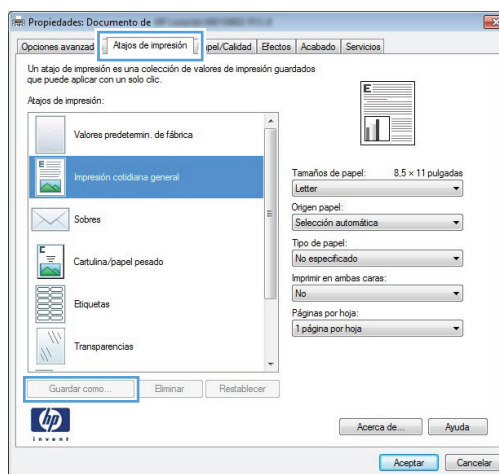 Propiedades: Documento de
Opciones avanzad Atajos de impresión pel/Calidad Efectos Acabado Servicios
Un atajo de impresión es una colección de valores de impresión guardados
que puede aplicar con un solo clic.
Atajos de impresión:
Valores predetermin. de fábrica
Impresión cotidiana general
Sobres
Cartulina/papel pesado
Etiquetas
Transparencias
Guardar como... Eliminar Restablecer
E
Tamaños de papel: 8,5 × 11 pulgadas
Letter
Origen papel:
Selección automática
Tipo de papel:
No especificado
Imprimir en ambas caras:
No
Páginas por hoja:
1 página por hoja
hp
invent
Acerca de... Ayuda
Aceptar Cancelar